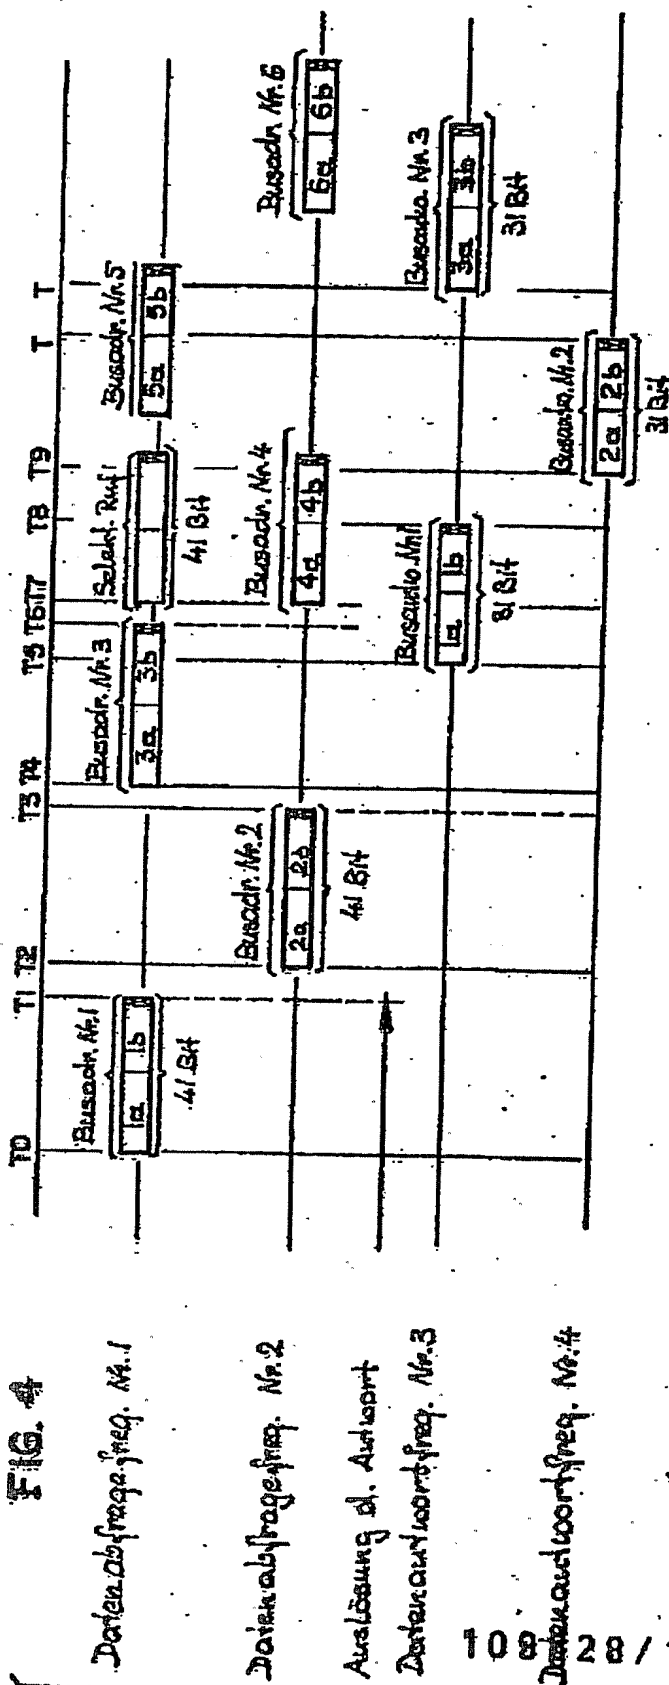 FIG. 4
T0 T1 T2 T3 T4 T5 T6 T7 T8 T9 T T
Datenabfragefreq. Nr. 1
Busadr. Nr. 1
1a 1b
41 Bit
Busadr. Nr. 3
3a 3b
Selekt. Ruf 1
41 Bit
Busadr. Nr. 5
5a 5b
Datenabfragefreq. Nr. 2
Busadr. Nr. 2
2a 2b
41 Bit
Busadr. Nr. 4
4a 4b
Busadr. Nr. 6
6a 6b
Auslösung d. Antwort
Datenantwortfreq. Nr. 3
Busantw. Nr. 1
1a 1b
31 Bit
Busantw. Nr. 3
3a 3b
31 Bit
Datenantwortfreq. Nr. 4
Busantw. Nr. 2
2a 2b
31 Bit